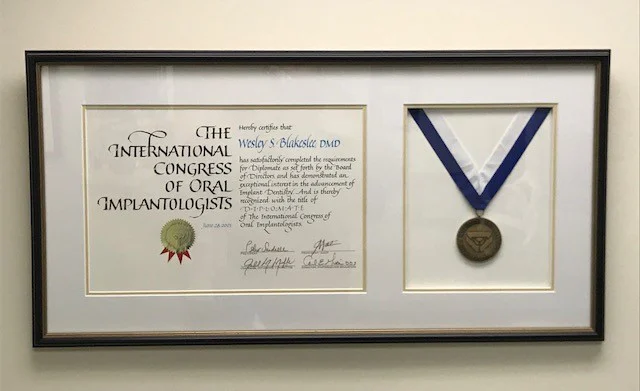 THE
INTERNATIONAL
CONGRESS
OF ORAL
IMPLANTOLOGISTS
Hereby certifies that
Wesley S. Blakeslee DMD
has satisfactorily completed the requirements
for Diplomate as set forth by the Board
of Directors and has demonstrated an
exceptional interest in the advancement of
Implant Dentistry. And is thereby
recognized with the title of
DIPLOMATE
of The International Congress of
Oral Implantologists.